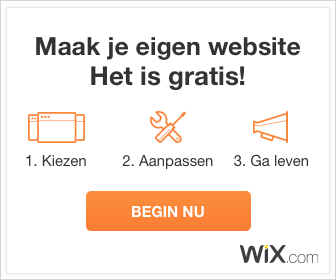 Maak je eigen website
Het is gratis!
1. Kiezen 2. Aanpassen 3. Ga leven
BEGIN NU
WiX.com